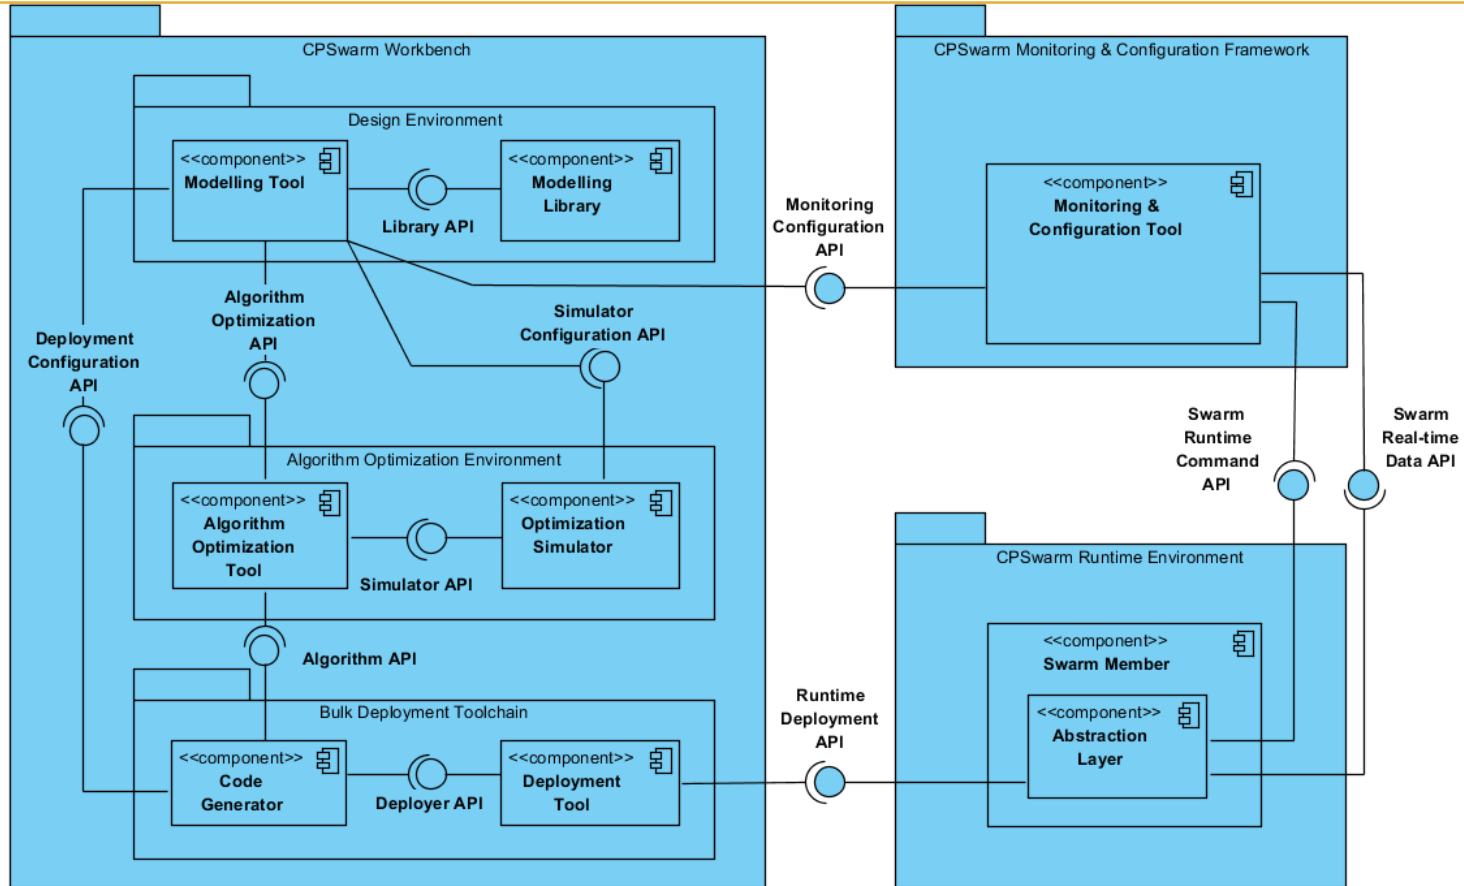 CPSwarm Workbench
CPSwarm Monitoring & Configuration Framework
Design Environment
<<component>>
Modelling Tool
Library API
<<component>>
Modelling
Library
Monitoring
Configuration
API
<<component>>
Monitoring &
Configuration Tool
Deployment
Configuration
API
Algorithm
Optimization
API
Simulator
Configuration API
Swarm
Runtime
Command
API
Swarm
Real-time
Data API
Algorithm Optimization Environment
<<component>>
Algorithm
Optimization
Tool
Simulator API
<<component>>
Optimization
Simulator
Algorithm API
CPSwarm Runtime Environment
<<component>>
Swarm Member
<<component>>
Abstraction
Layer
Bulk Deployment Toolchain
<<component>>
Code
Generator
Deployer API
<<component>>
Deployment
Tool
Runtime
Deployment
API